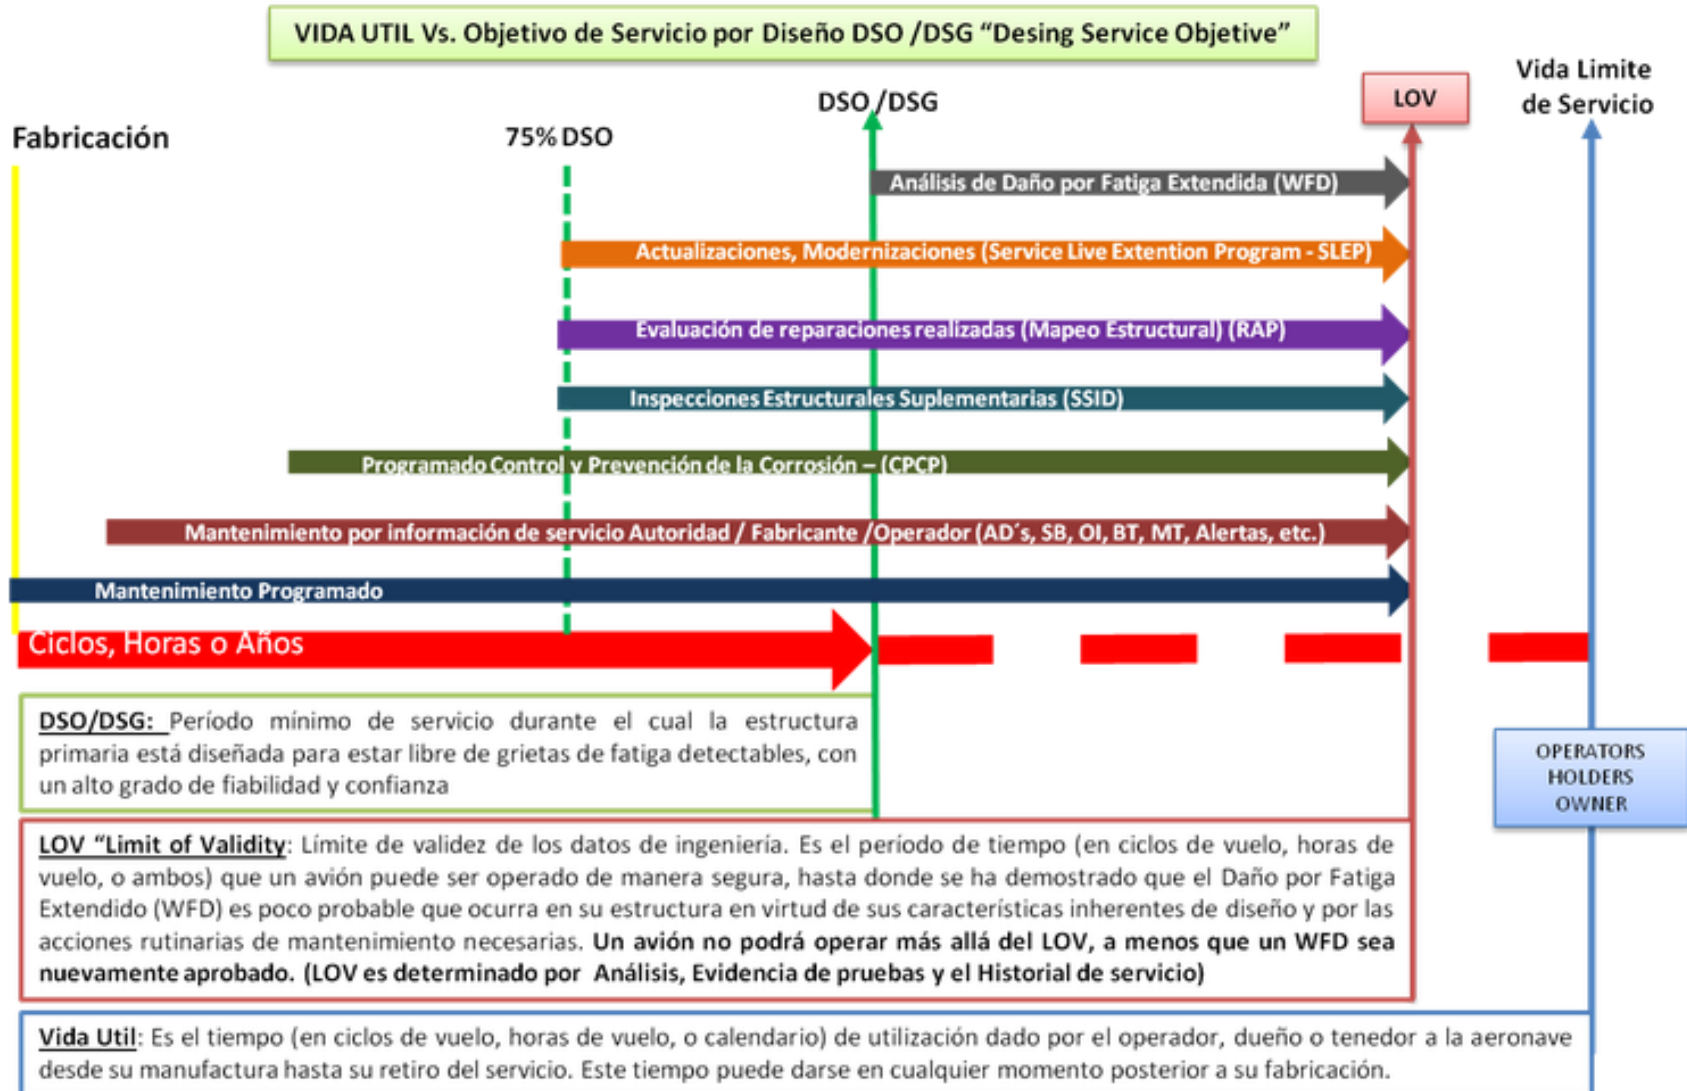 VIDA UTIL Vs. Objetivo de Servicio por Diseño DSO /DSG “Desing Service Objetive”
Vida Limite
de Servicio
LOV
DSO /DSG
75% DSO
Fabricación
Análisis de Daño por Fatiga Extendida (WFD)
Actualizaciones, Modernizaciones (Service Live Extention Program - SLEP)
Evaluación de reparaciones realizadas (Mapeo Estructural) (RAP)
Inspecciones Estructurales Suplementarias (SSID)
Programado Control y Prevención de la Corrosión – (CPCP)
Mantenimiento por información de servicio Autoridad / Fabricante /Operador (AD´s, SB, OI, BT, MT, Alertas, etc.)
Mantenimiento Programado
Ciclos, Horas o Años
DSO/DSG: Período mínimo de servicio durante el cual la estructura
primaria está diseñada para estar libre de grietas de fatiga detectables, con
un alto grado de fiabilidad y confianza
OPERATORS
HOLDERS
OWNER
LOV “Limit of Validity: Límite de validez de los datos de ingeniería. Es el período de tiempo (en ciclos de vuelo, horas de
vuelo, o ambos) que un avión puede ser operado de manera segura, hasta donde se ha demostrado que el Daño por Fatiga
Extendido (WFD) es poco probable que ocurra en su estructura en virtud de sus características inherentes de diseño y por las
acciones rutinarias de mantenimiento necesarias. Un avión no podrá operar más allá del LOV, a menos que un WFD sea
nuevamente aprobado. (LOV es determinado por Análisis, Evidencia de pruebas y el Historial de servicio)
Vida Util: Es el tiempo (en ciclos de vuelo, horas de vuelo, o calendario) de utilización dado por el operador, dueño o tenedor a la aeronave
desde su manufactura hasta su retiro del servicio. Este tiempo puede darse en cualquier momento posterior a su fabricación.